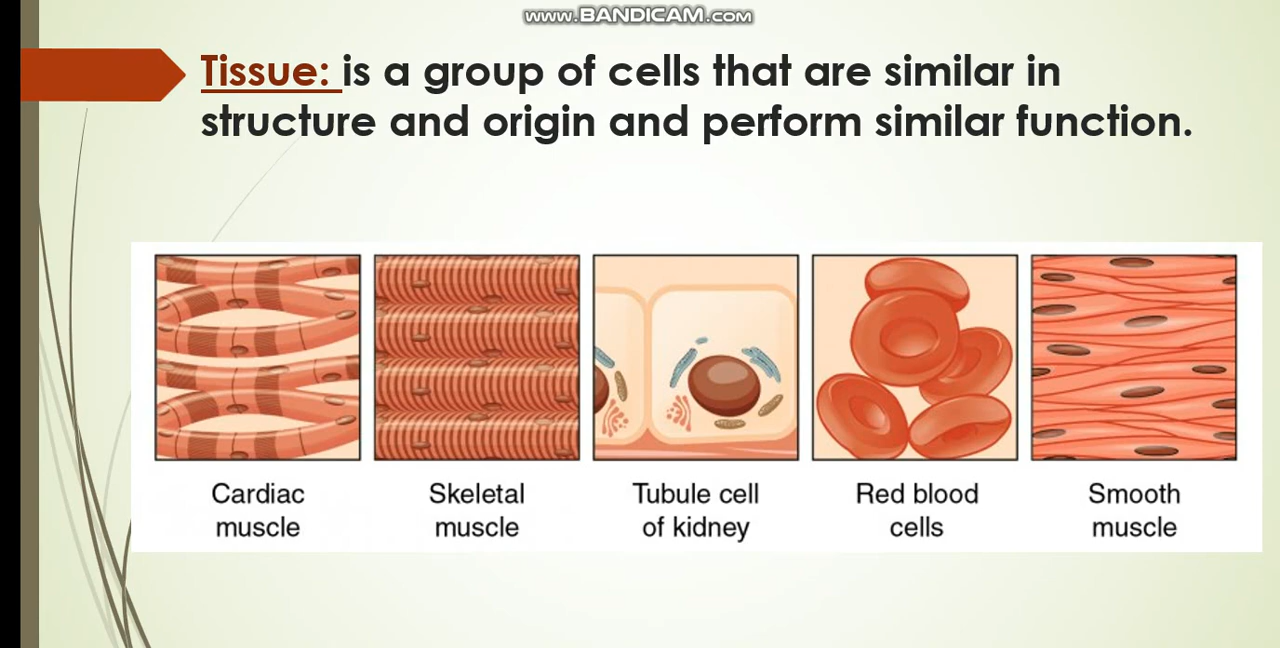 www.BANDICAM.com
Tissue: is a group of cells that are similar in
structure and origin and perform similar function.
Cardiac
muscle
Skeletal
muscle
Tubule cell
of kidney
Red blood
cells
Smooth
muscle